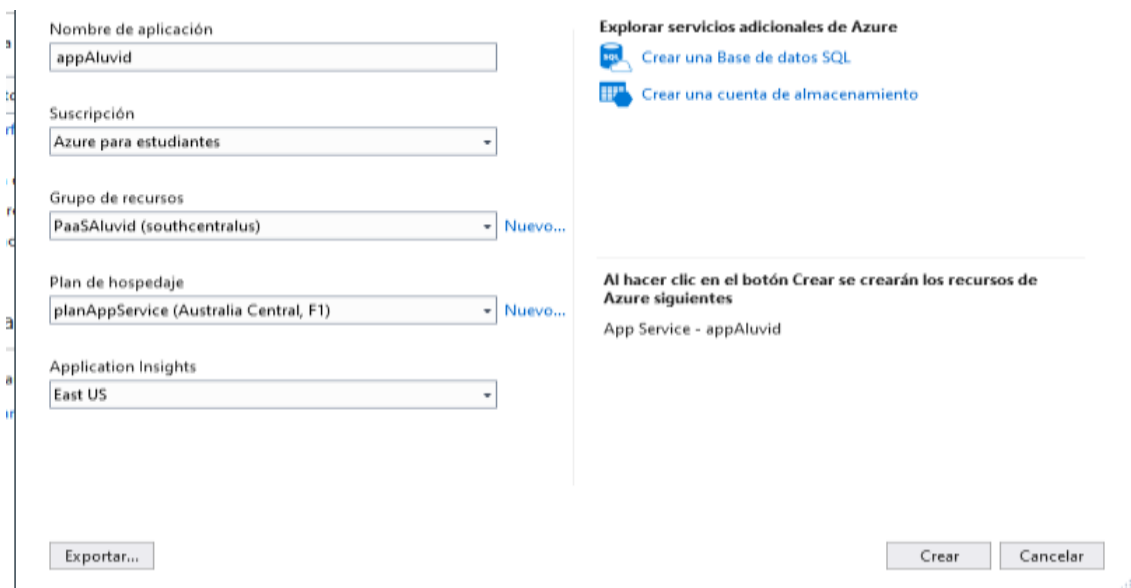 Nombre de aplicación
appAluvid
Suscripción
Azure para estudiantes
Grupo de recursos
PaaSAluvid (southcentralus)
Nuevo...
Plan de hospedaje
planAppService (Australia Central, F1)
Nuevo...
Application Insights
East US
Exportar...
Explorar servicios adicionales de Azure
SQL
Crear una Base de datos SQL
Crear una cuenta de almacenamiento
Al hacer clic en el botón Crear se crearán los recursos de
Azure siguientes
App Service - appAluvid
Crear
Cancelar